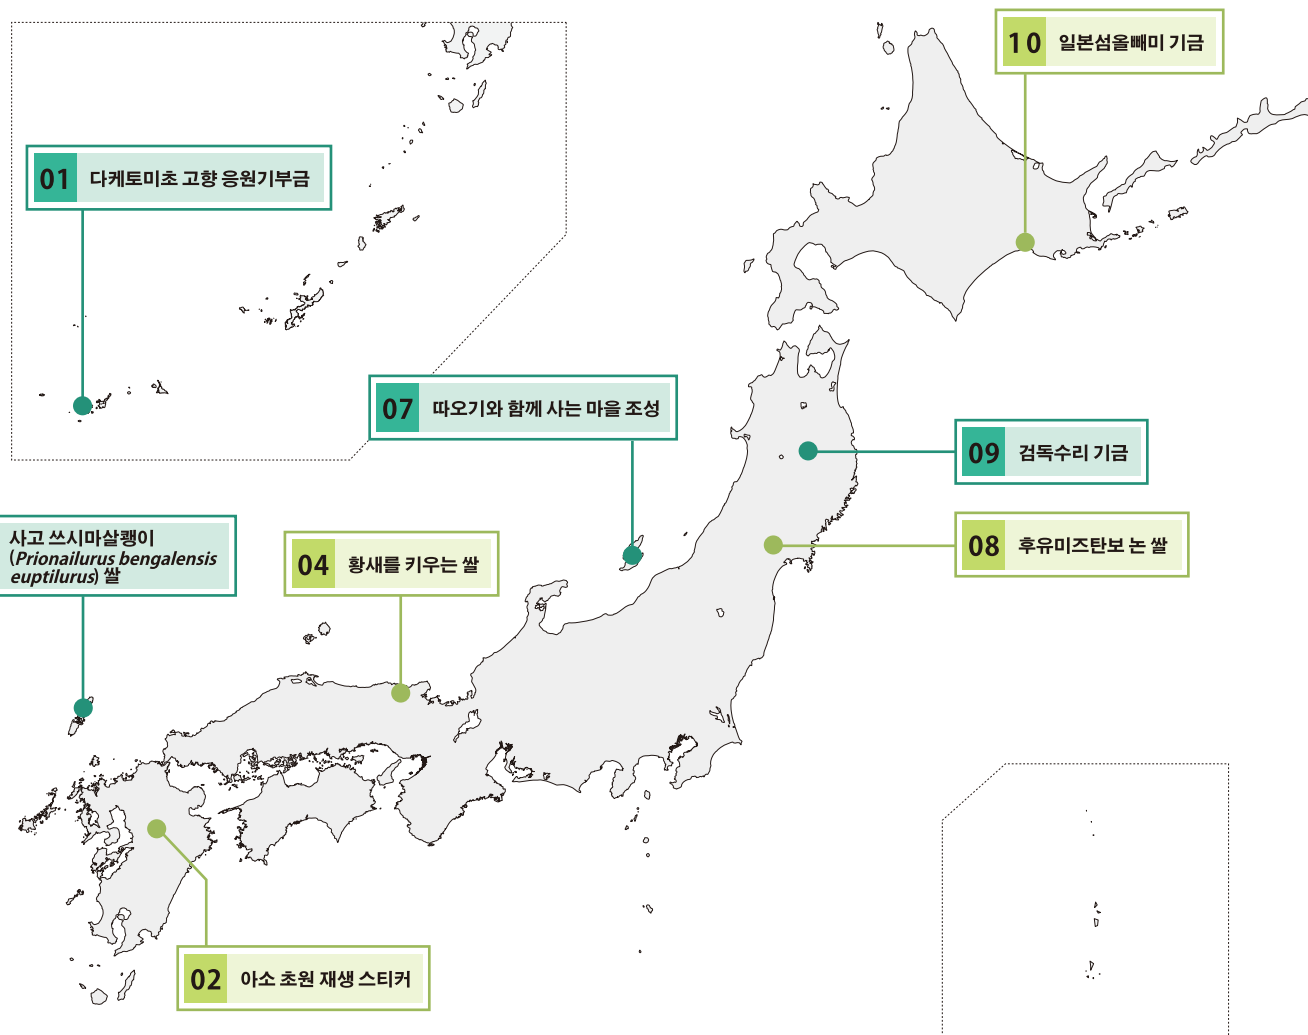 10 일본섬올빼미 기금
01 다케토미초 고향 응원기부금
07 따오기와 함께 사는 마을 조성
09 검독수리 기금
사고 쓰시마살쾡이
(Prionailurus bengalensis
euptilurus) 쌀
04 황새를 키우는 쌀
08 후유미즈탄보 논 쌀
02 아소 초원 재생 스티커